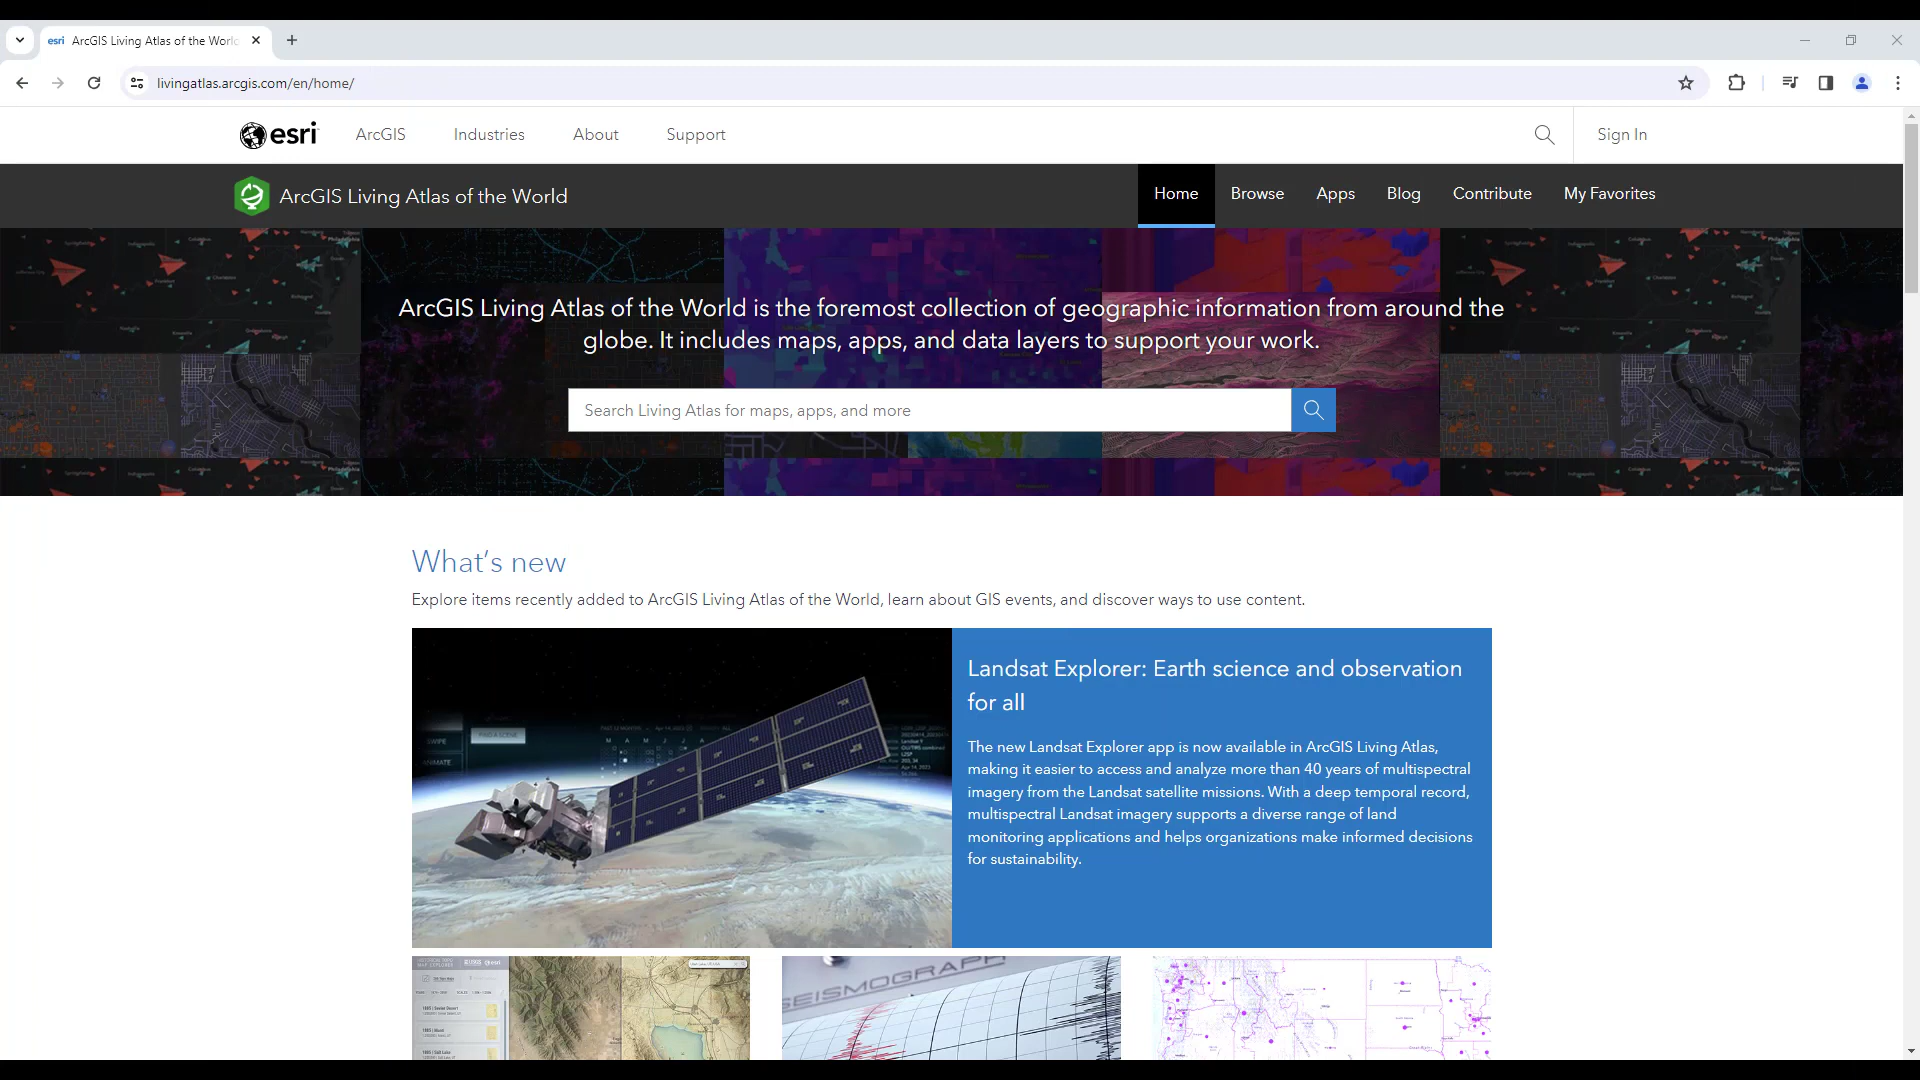 esri ArcGIS Living Atlas of the World
livingatlas.arcgis.com/en/home/
esri ArcGIS Industries About Support Sign In
ArcGIS Living Atlas of the World Home Browse Apps Blog Contribute My Favorites
ArcGIS Living Atlas of the World is the foremost collection of geographic information from around the
globe. It includes maps, apps, and data layers to support your work.
Search Living Atlas for maps, apps, and more
What’s new
Explore items recently added to ArcGIS Living Atlas of the World, learn about GIS events, and discover ways to use content.
Landsat Explorer: Earth science and observation
for all
The new Landsat Explorer app is now available in ArcGIS Living Atlas,
making it easier to access and analyze more than 40 years of multispectral
imagery from the Landsat satellite missions. With a deep temporal record,
multispectral Landsat imagery supports a diverse range of land
monitoring applications and helps organizations make informed decisions
for sustainability.
SWIPE
FIND A SCENE
ANIMATE
SEISMOGRAPH